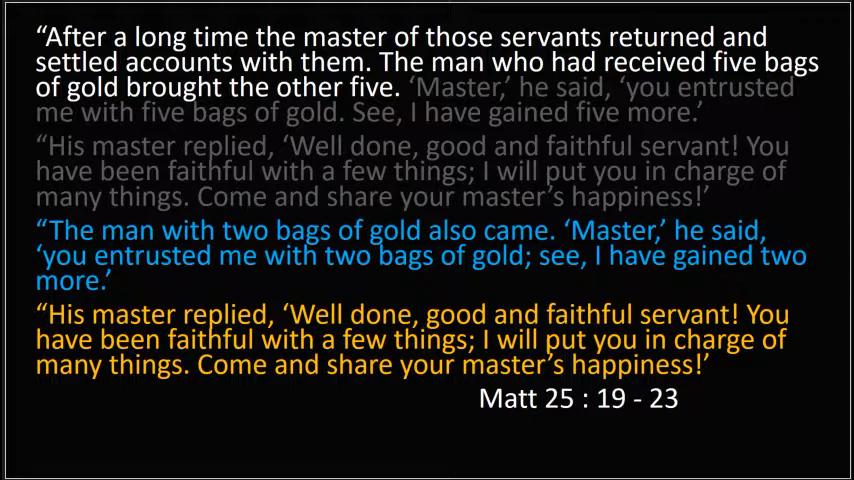 “After a long time the master of those servants returned and
settled accounts with them. The man who had received five bags
of gold brought the other five. ‘Master,’ he said, ‘you entrusted
me with five bags of gold. See, I have gained five more.’
“His master replied, ‘Well done, good and faithful servant! You
have been faithful with a few things; I will put you in charge of
many things. Come and share your master’s happiness!’
“The man with two bags of gold also came. ‘Master,’ he said,
‘you entrusted me with two bags of gold; see, I have gained two
more.’
“His master replied, ‘Well done, good and faithful servant! You
have been faithful with a few things; I will put you in charge of
many things. Come and share your master’s happiness!’
Matt 25 : 19 - 23